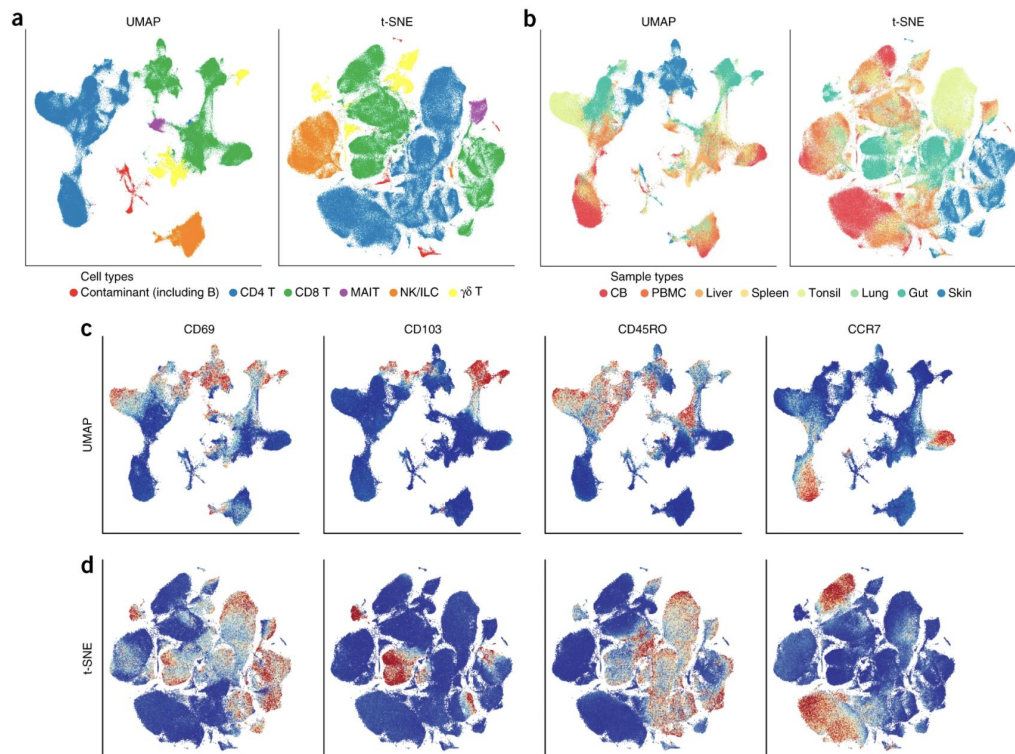 a
UMAP
t-SNE
Cell types
Contaminant (including B) CD4 T CD8 T MAIT NK/ILC γδ T
b
UMAP
t-SNE
Sample types
CB PBMC Liver Spleen Tonsil Lung Gut Skin
c
CD69 CD103 CD45RO CCR7
UMAP
d
t-SNE